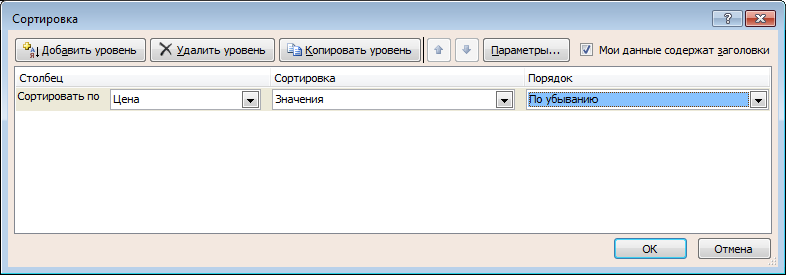 Сортировка
Добавить уровень Удалить уровень Копировать уровень Параметры... Мои данные содержат заголовки
Столбец Сортировка Порядок
Сортировать по Цена Значения По убыванию
ОК Отмена